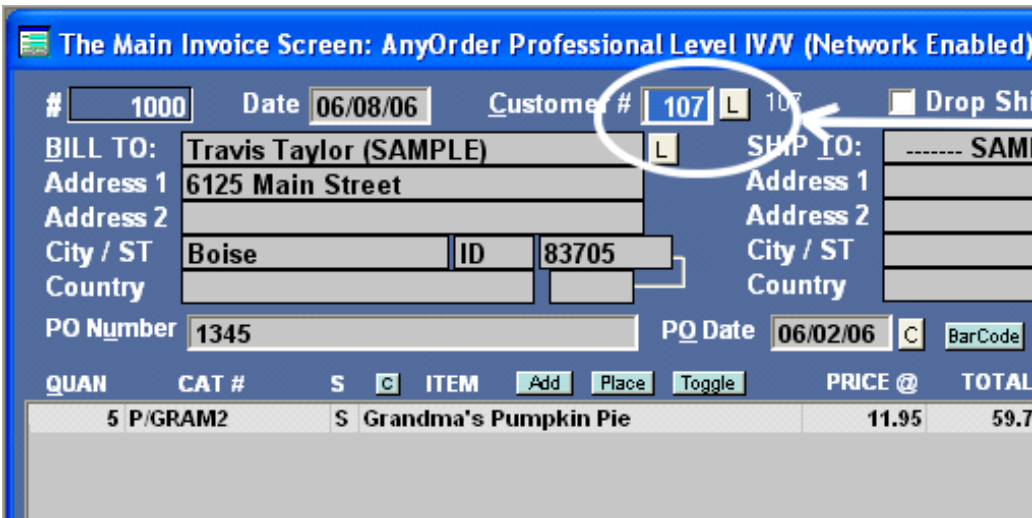 The Main Invoice Screen: AnyOrder Professional Level IV/V (Network Enabled)
# 1000 Date 06/08/06 Customer # 107 L 107 Drop Shi
BILL TO: Travis Taylor (SAMPLE) L SHIP TO: ------- SAM
Address 1 6125 Main Street Address 1
Address 2 Address 2
City / ST Boise ID 83705 City / ST
Country Country
PO Number 1345 PO Date 06/02/06 C BarCode
QUAN CAT # S C ITEM Add Place Toggle PRICE @ TOTAL
5 P/GRAM2 S Grandma's Pumpkin Pie 11.95 59.7